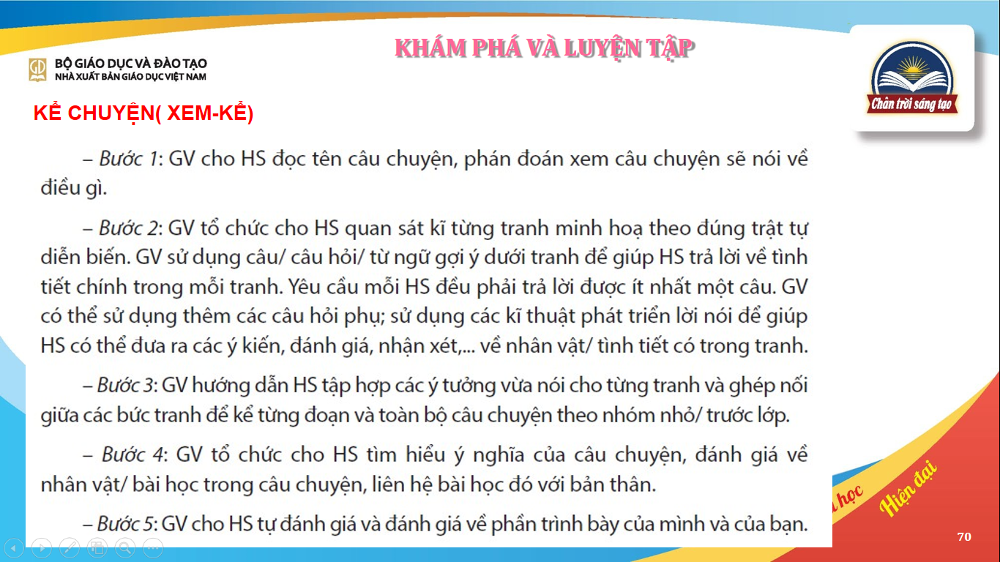 KHÁM PHÁ VÀ LUYỆN TẬP
BỘ GIÁO DỤC VÀ ĐÀO TẠO
NHÀ XUẤT BẢN GIÁO DỤC VIỆT NAM
Chân trời sáng tạo
KỂ CHUYỆN( XEM-KỂ)
– Bước 1: GV cho HS đọc tên câu chuyện, phán đoán xem câu chuyện sẽ nói về
điều gì.
– Bước 2: GV tổ chức cho HS quan sát kĩ từng tranh minh hoạ theo đúng trật tự
diễn biến. GV sử dụng câu/ câu hỏi/ từ ngữ gợi ý dưới tranh để giúp HS trả lời về tình
tiết chính trong mỗi tranh. Yêu cầu mỗi HS đều phải trả lời được ít nhất một câu. GV
có thể sử dụng thêm các câu hỏi phụ; sử dụng các kĩ thuật phát triển lời nói để giúp
HS có thể đưa ra các ý kiến, đánh giá, nhận xét,... về nhân vật/ tình tiết có trong tranh.
– Bước 3: GV hướng dẫn HS tập hợp các ý tưởng vừa nói cho từng tranh và ghép nối
giữa các bức tranh để kể từng đoạn và toàn bộ câu chuyện theo nhóm nhỏ/ trước lớp.
– Bước 4: GV tổ chức cho HS tìm hiểu ý nghĩa của câu chuyện, đánh giá về
nhân vật/ bài học trong câu chuyện, liên hệ bài học đó với bản thân.
– Bước 5: GV cho HS tự đánh giá và đánh giá về phần trình bày của mình và của bạn.
học
Hiện đại
70